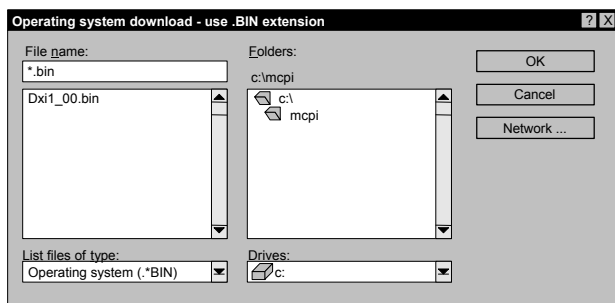 Operating system download - use .BIN extension ? X
File name:
*.bin
Dxi1_00.bin
List files of type:
Operating system (.*BIN)
Folders:
c:\mcpi
c:\
mcpi
Drives:
c:
OK
Cancel
Network ...